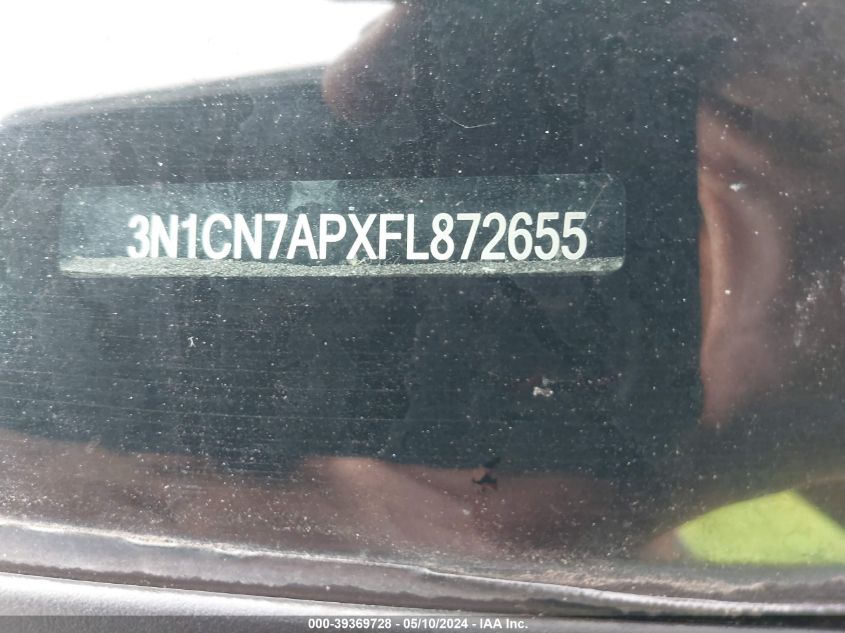 3N1CN7APXFL872655
000-39369728 - 05/10/2024 - IAA Inc.